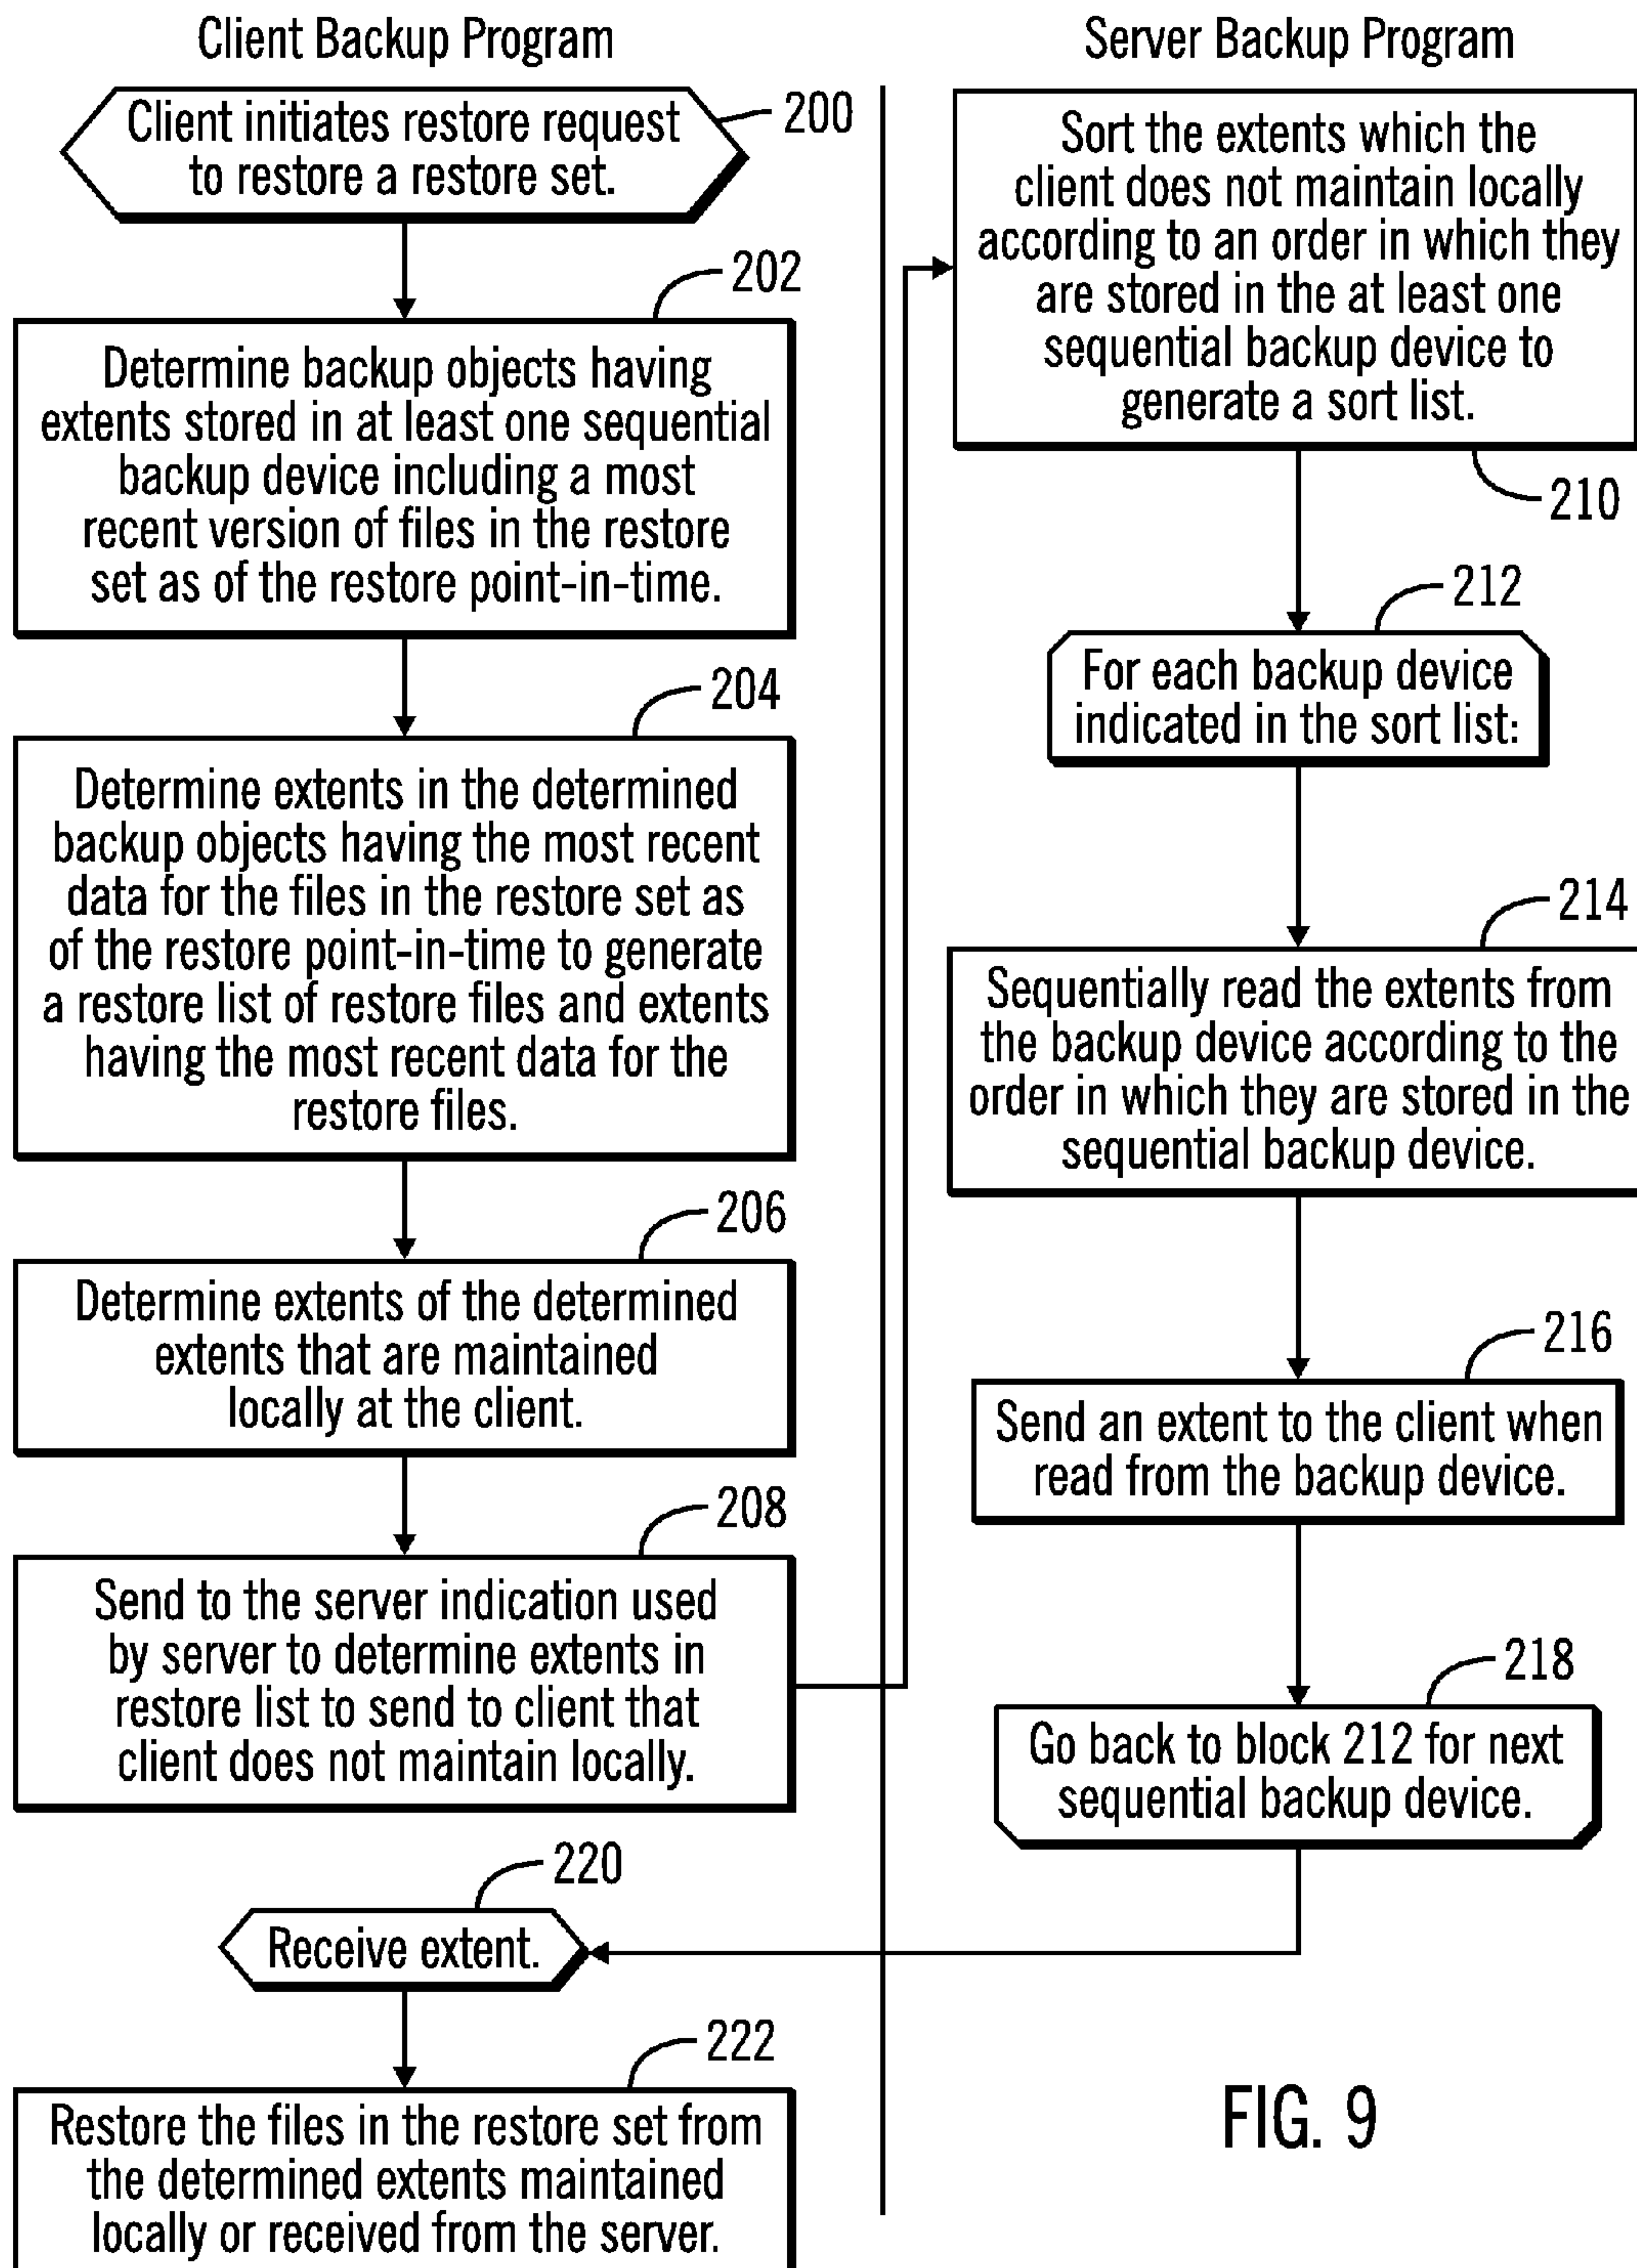 Client Backup Program
Client initiates restore request
to restore a restore set.
200
202
Determine backup objects having
extents stored in at least one sequential
backup device including a most
recent version of files in the restore
set as of the restore point-in-time.
204
Determine extents in the determined
backup objects having the most recent
data for the files in the restore set as
of the restore point-in-time to generate
a restore list of restore files and extents
having the most recent data for the
restore files.
206
Determine extents of the determined
extents that are maintained
locally at the client.
208
Send to the server indication used
by server to determine extents in
restore list to send to client that
client does not maintain locally.
220
Receive extent.
222
Restore the files in the restore set from
the determined extents maintained
locally or received from the server.
Server Backup Program
Sort the extents which the
client does not maintain locally
according to an order in which they
are stored in the at least one
sequential backup device to
generate a sort list.
210
212
For each backup device
indicated in the sort list:
214
Sequentially read the extents from
the backup device according to the
order in which they are stored in the
sequential backup device.
216
Send an extent to the client when
read from the backup device.
218
Go back to block 212 for next
sequential backup device.
FIG. 9